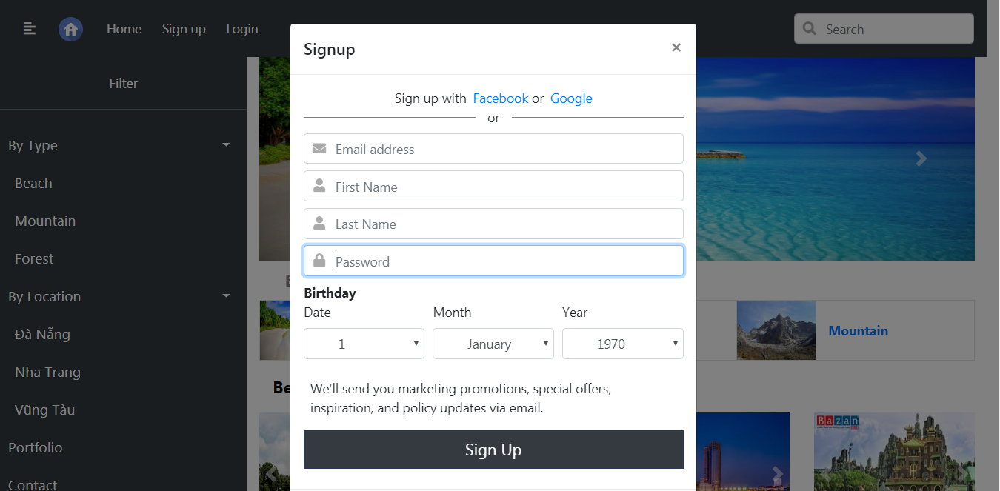 Home Sign up Login
Search
Filter
By Type
Beach
Mountain
Forest
By Location
Đà Nẵng
Nha Trang
Vũng Tàu
Portfolio
Contact
Signup ×
Sign up with Facebook or Google
or
Email address
First Name
Last Name
Password
Birthday
Date Month Year
1 January 1970
We'll send you marketing promotions, special offers,
inspiration, and policy updates via email.
Sign Up
Mountain
Be
Bazan